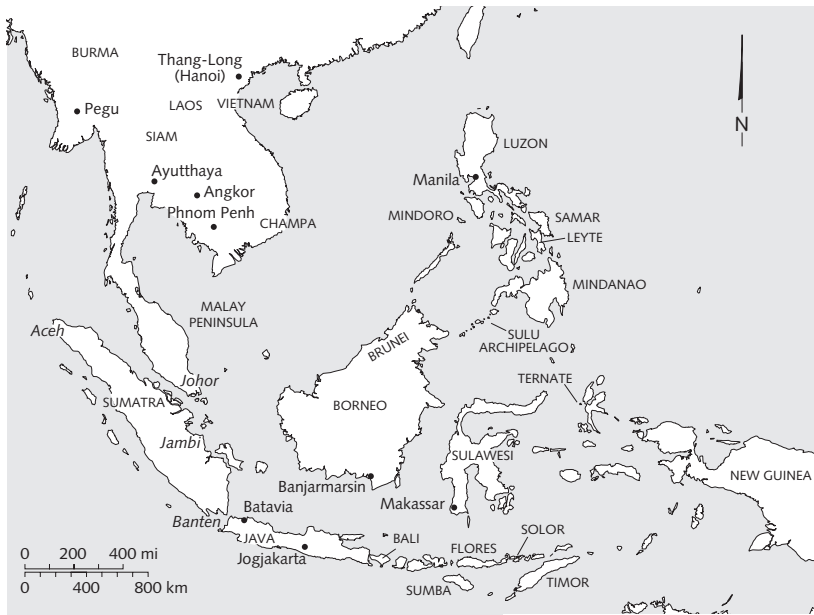 BURMA
Thang-Long
(Hanoi)
LAOS
VIETNAM
Pegu
SIAM
N
LUZON
Ayutthaya
Manila
Angkor
Phnom Penh
CHAMPA
MINDORO
SAMAR
LEYTE
MINDANAO
MALAY
PENINSULA
SULU
ARCHIPELAGO
Aceh
BRUNEI
Johor
TERNATE
SUMATRA
BORNEO
Jambi
SULAWESI
NEW GUINEA
Banjarmarsin
Makassar
Batavia
Banten
JAVA
Jogjakarta
BALI
FLORES
SOLOR
SUMBA
TIMOR
0 200 400 mi
0 400 800 km